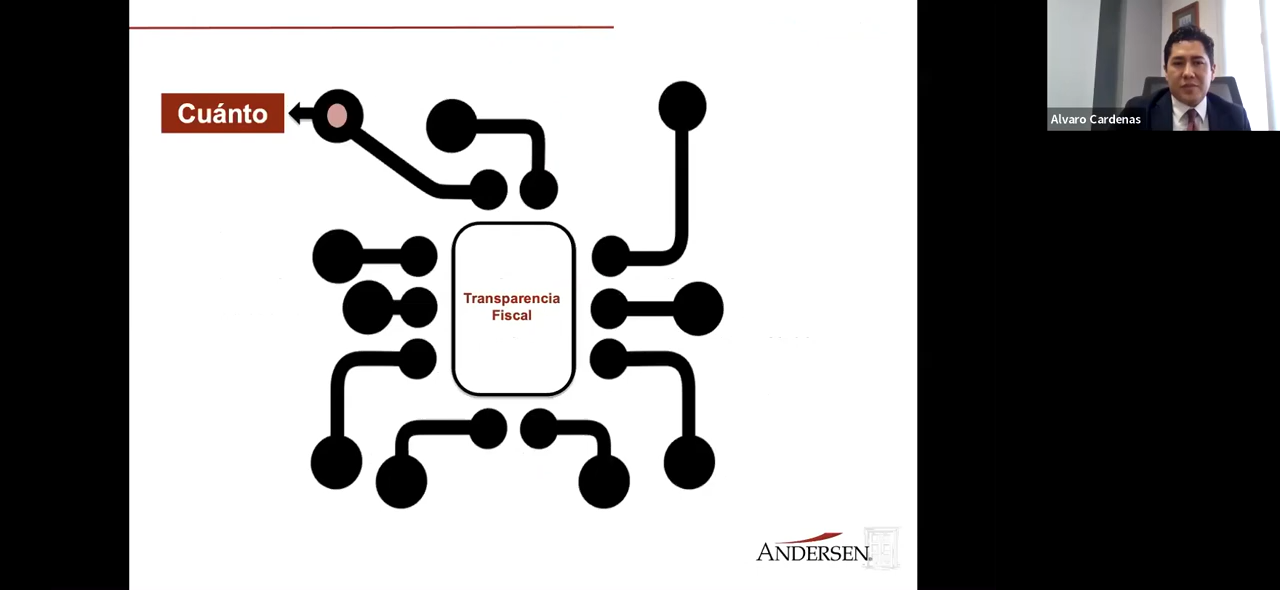 Cuánto
Alvaro Cardenas
Transparencia
Fiscal
ANDERSEN